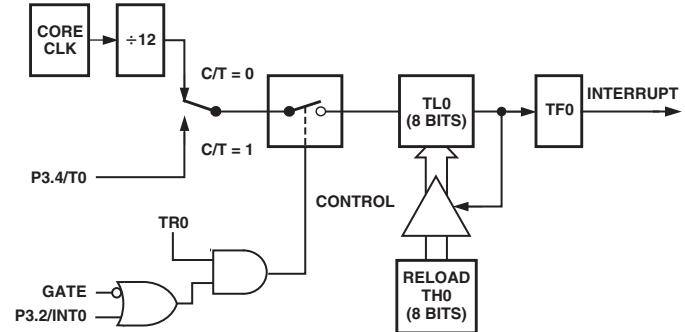 CORE
CLK
÷12
C/T = 0
C/T = 1
P3.4/T0
TL0
(8 BITS)
TF0
INTERRUPT
CONTROL
TR0
GATE
P3.2/INT0
RELOAD
TH0
(8 BITS)